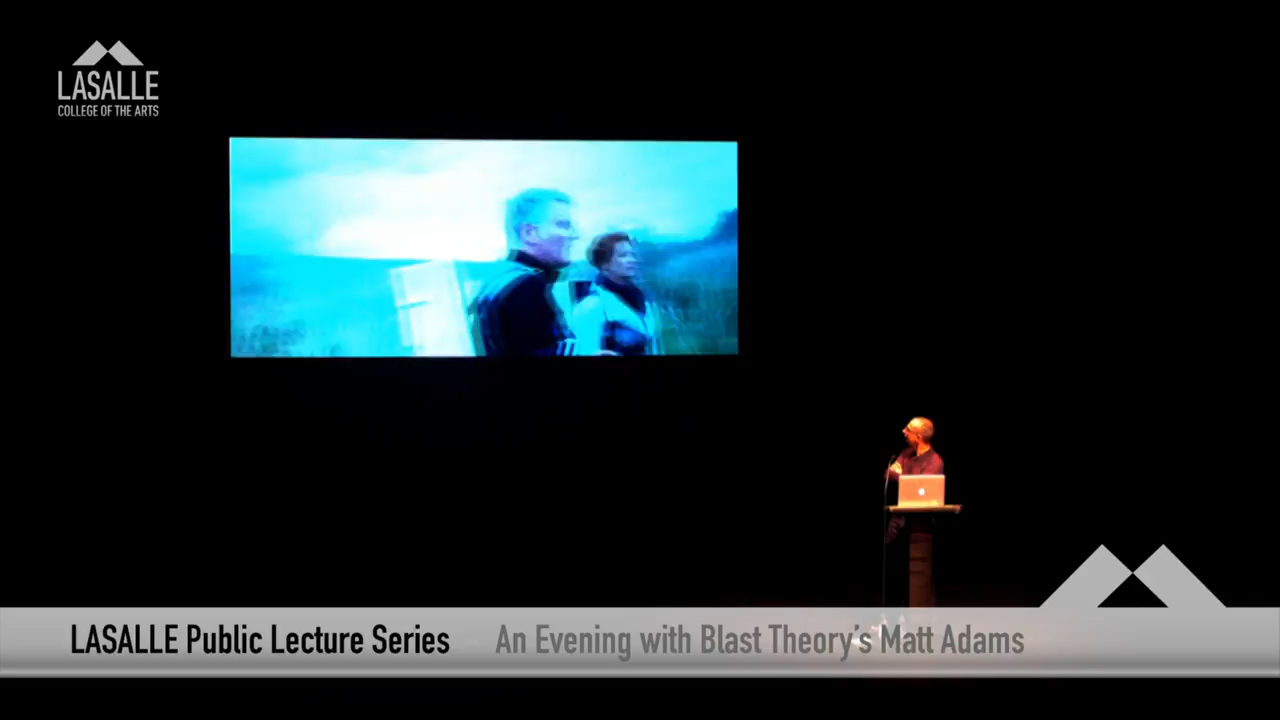 LASALLE
COLLEGE OF THE ARTS
LASALLE Public Lecture Series An Evening with Blast Theory's Matt Adams